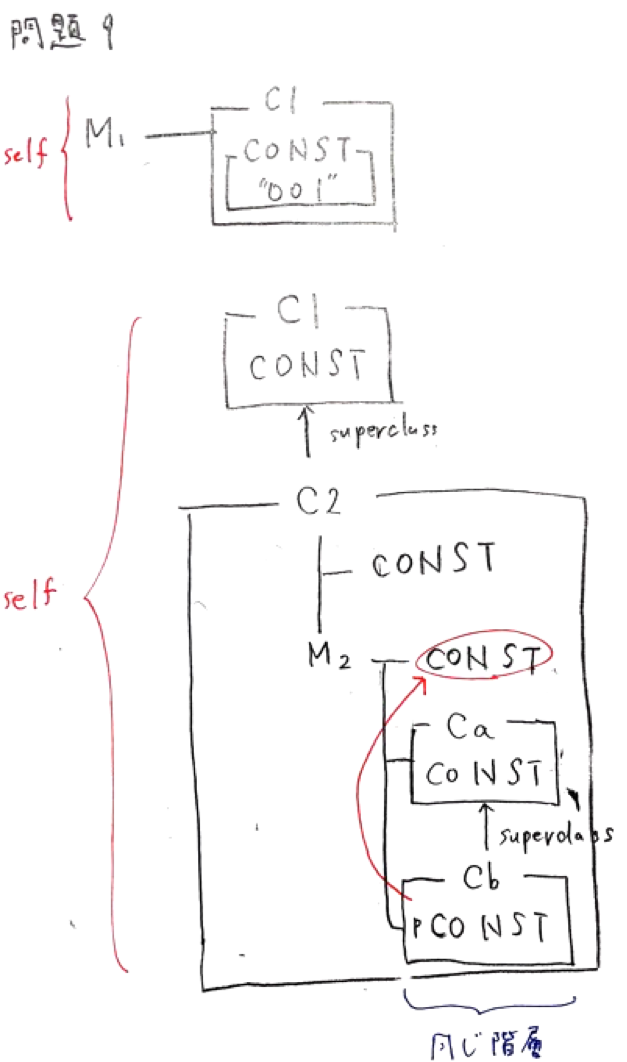 問題9
C1
self
M1
CONST
"001"
C1
CONST
superclass
C2
CONST
self
M2
CONST
Ca
CONST
superclass
Cb
pCONST
同じ階層